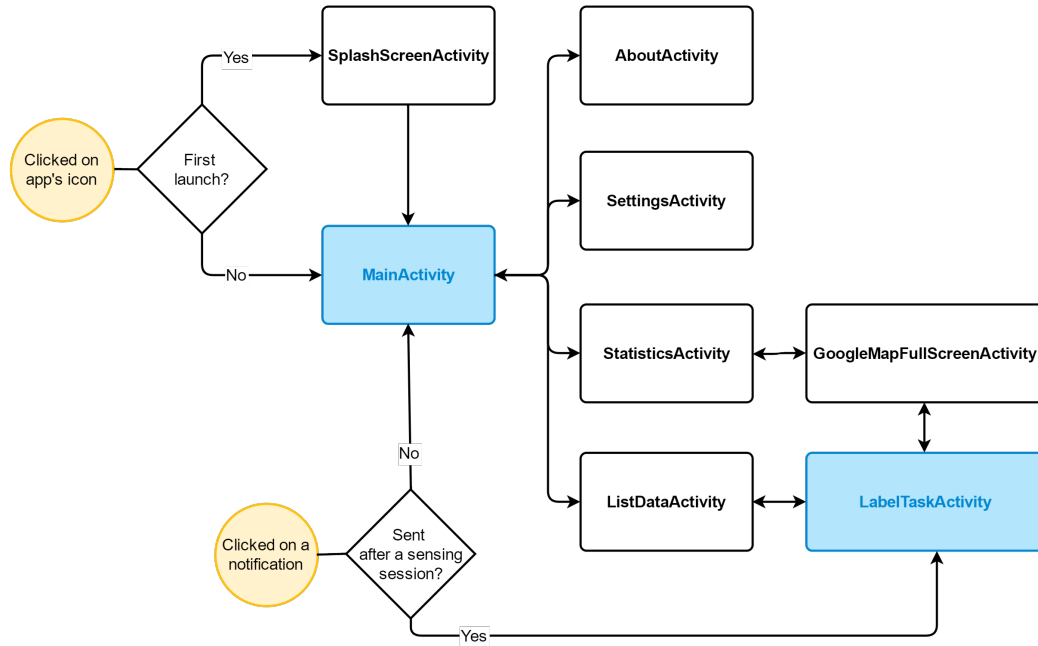 Yes
SplashScreenActivity
AboutActivity
Clicked on
app's icon
First
launch?
SettingsActivity
No
MainActivity
StatisticsActivity
GoogleMapFullScreenActivity
No
ListDataActivity
LabelTaskActivity
Clicked on a
notification
Sent
after a sensing
session?
Yes